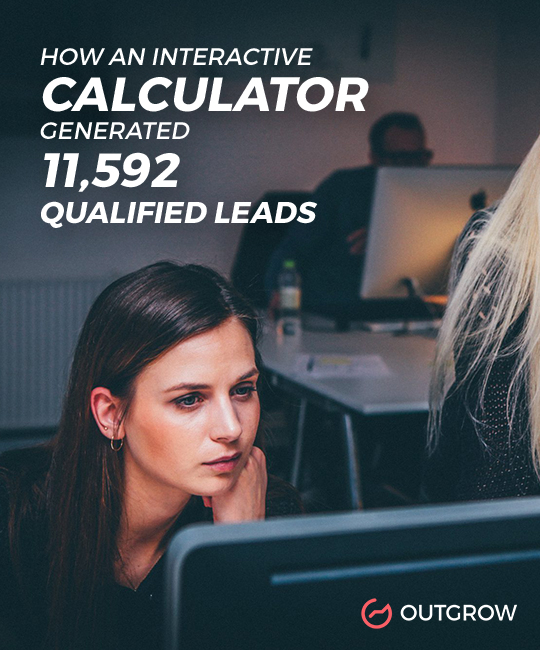 HOW AN INTERACTIVE
CALCULATOR
GENERATED
11,592
QUALIFIED LEADS
OUTGROW